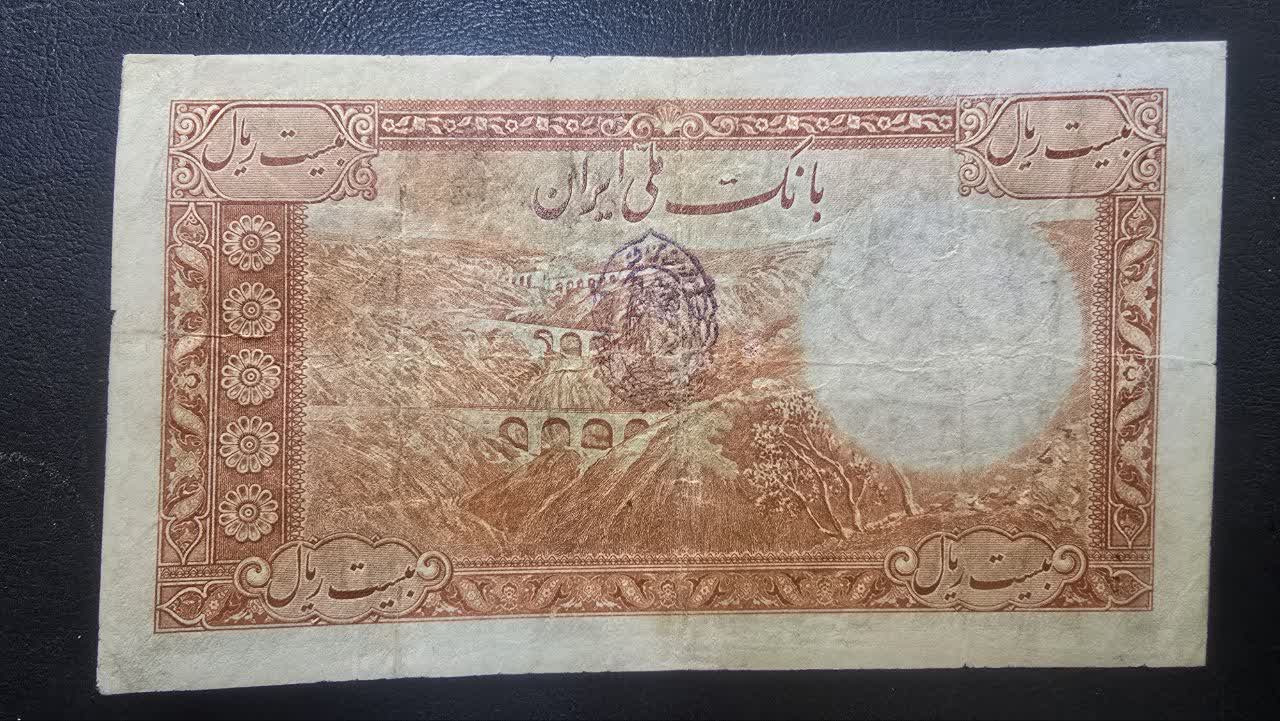 بیست ریال
بیست ریال
بانک ملی ایران
بیست ریال
بیست ریال